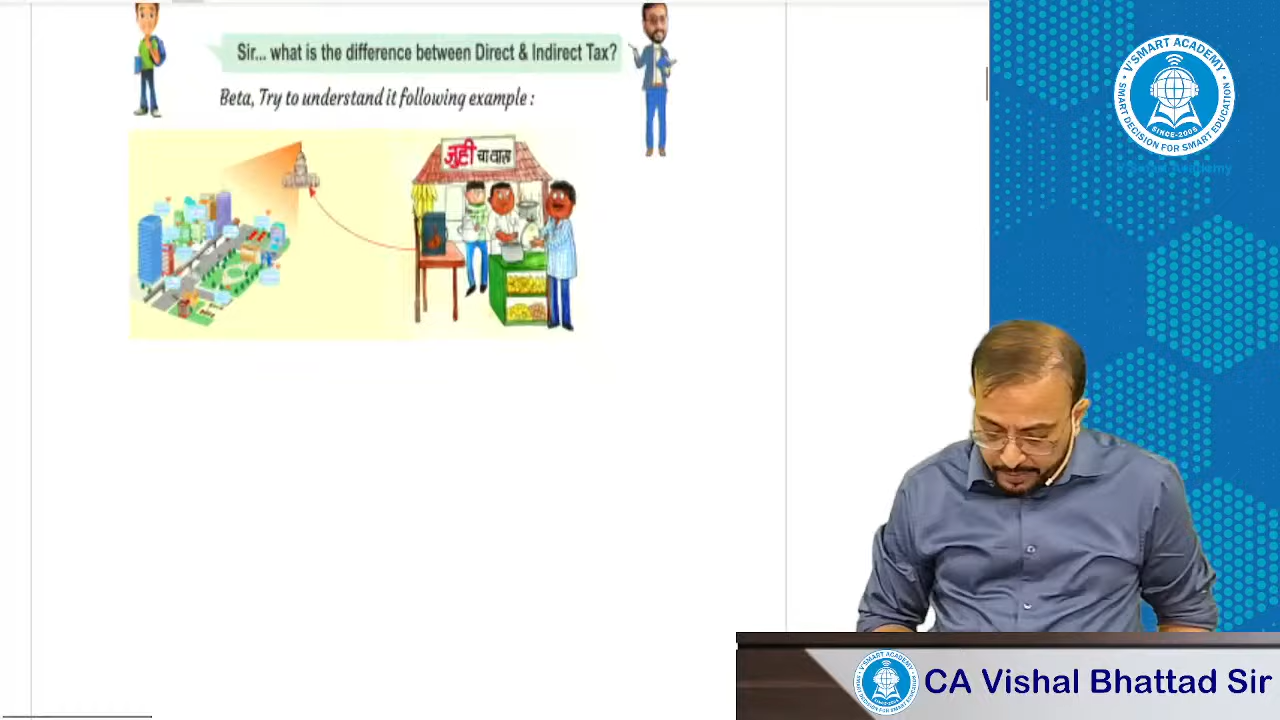 Sir... what is the difference between Direct & Indirect Tax?
Beta, Try to understand it following example :
जुही चा वाला
V'SMART ACADEMY
SINCE-2006
SMART DECISION FOR SMART EDUCATION
CA Vishal Bhattad Sir